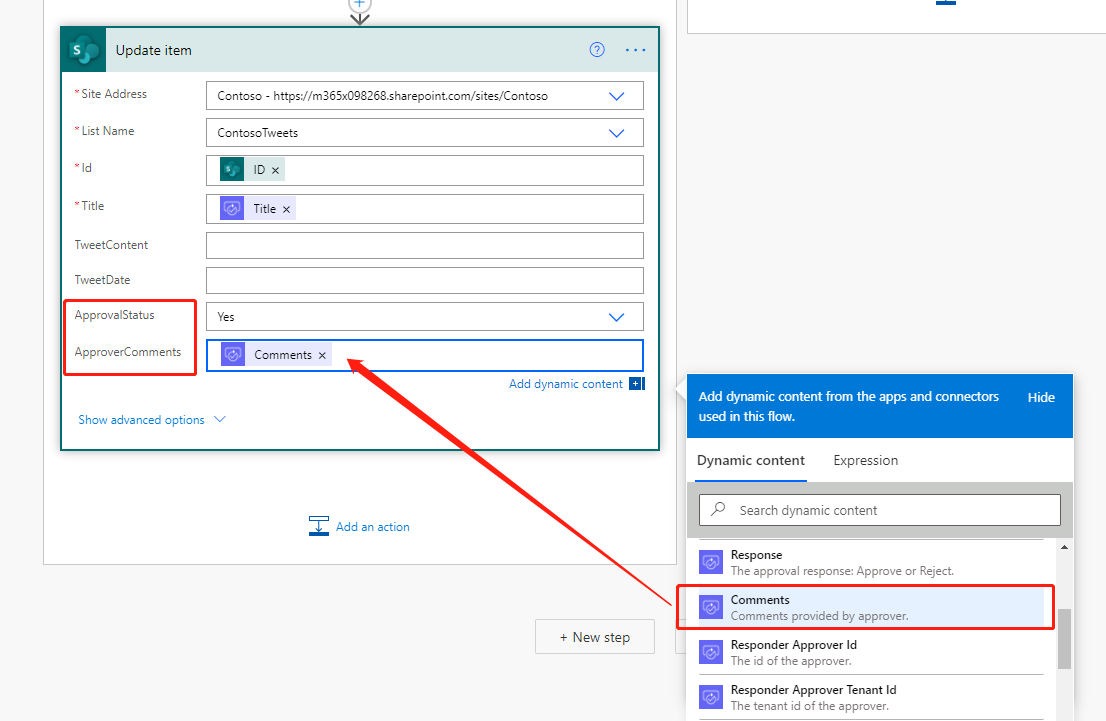 Update item
* Site Address
Contoso - https://m365x098268.sharepoint.com/sites/Contoso
* List Name
ContosoTweets
* Id
ID ×
* Title
Title ×
TweetContent
TweetDate
ApprovalStatus
Yes
ApproverComments
Comments ×
Add dynamic content
Show advanced options
Add an action
+ New step
Add dynamic content from the apps and connectors
used in this flow.
Hide
Dynamic content
Expression
Search dynamic content
Response
The approval response: Approve or Reject.
Comments
Comments provided by approver.
Responder Approver Id
The id of the approver.
Responder Approver Tenant Id
The tenant id of the approver.